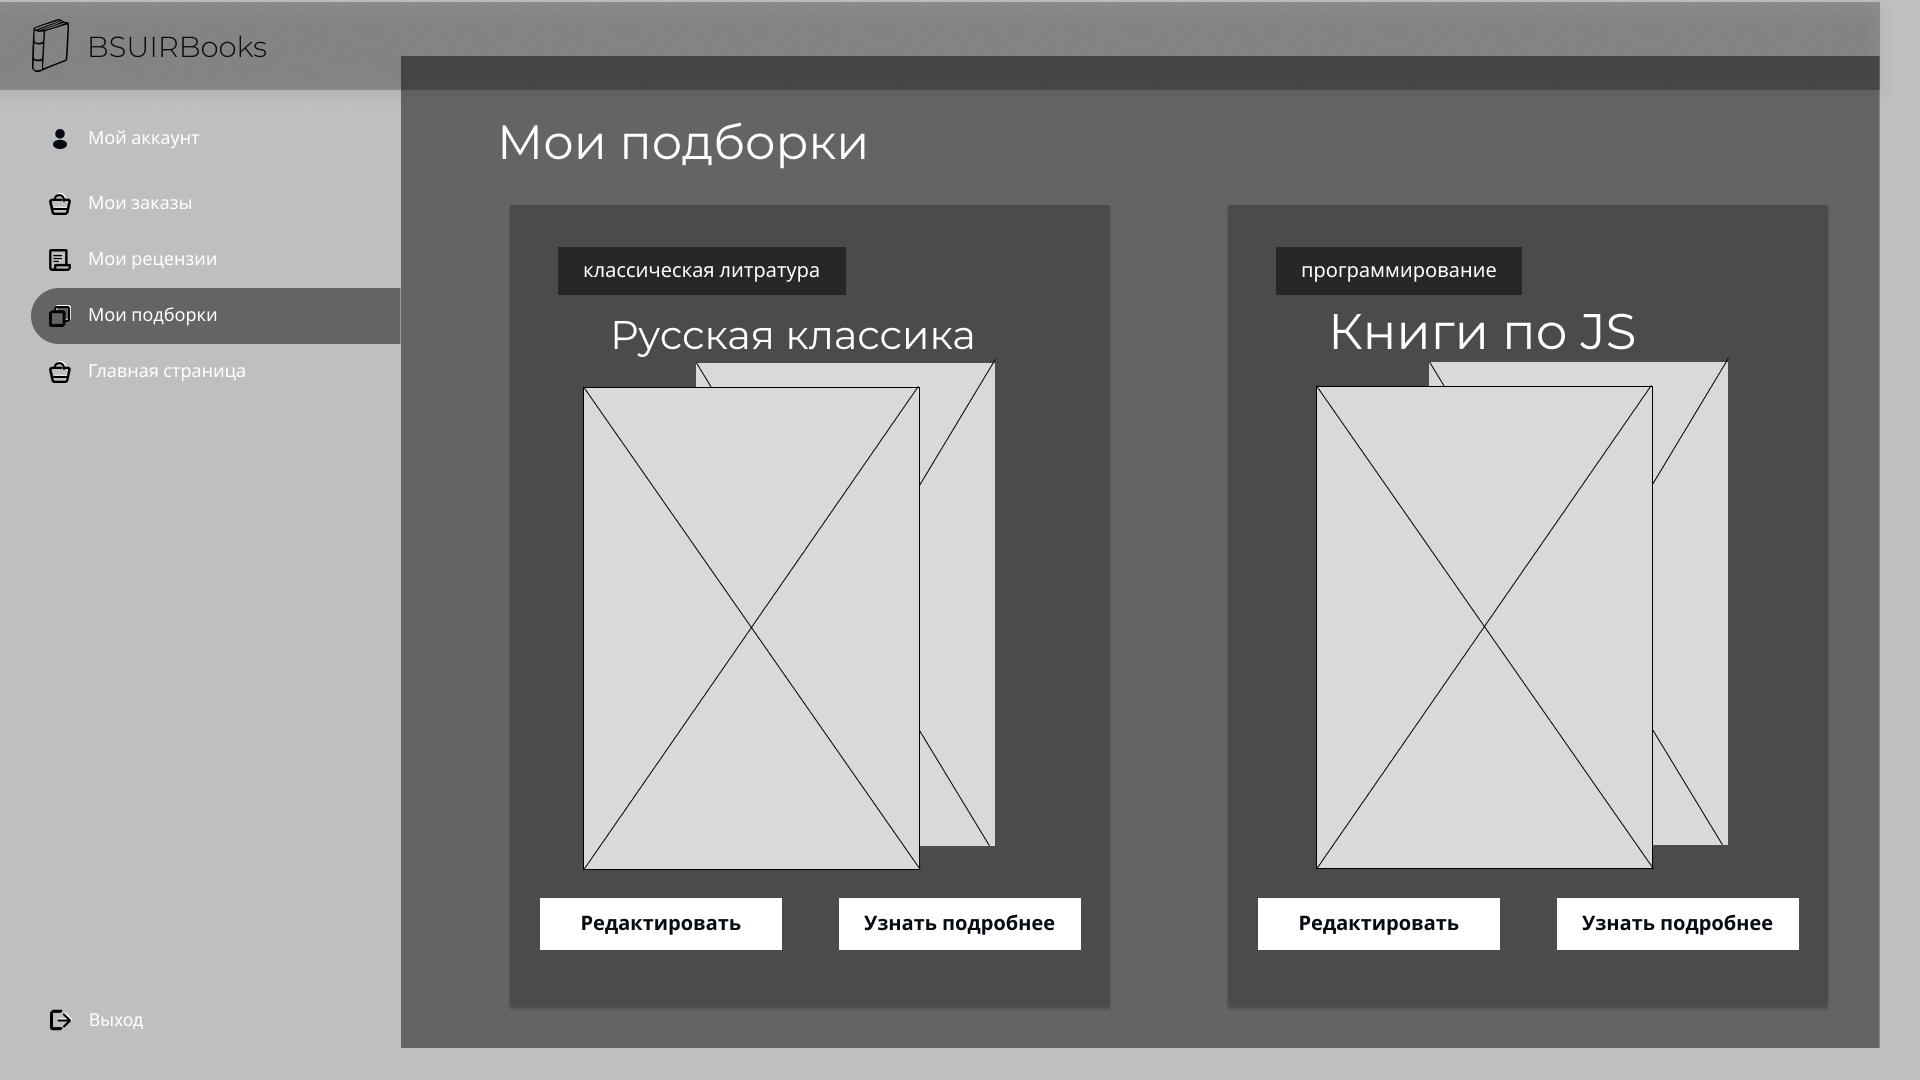 BSUIRBooks
Мой аккаунт
Мои заказы
Мои рецензии
Мои подборки
Главная страница
Выход
Мои подборки
классическая литратура
Русская классика
Редактировать
Узнать подробнее
программирование
Книги по JS
Редактировать
Узнать подробнее